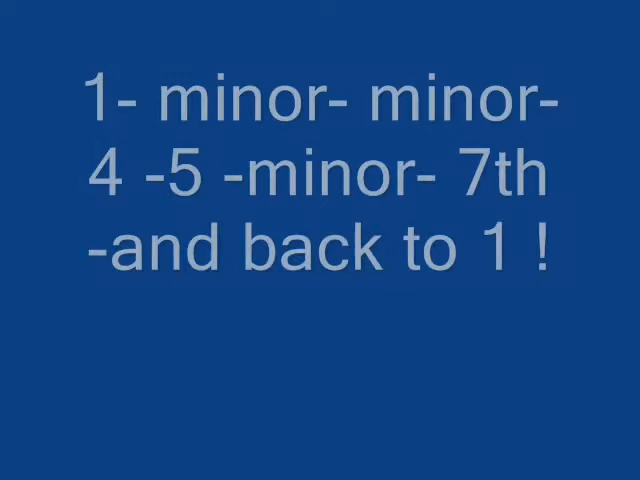 1- minor- minor-
4 -5 -minor- 7th
-and back to 1 !